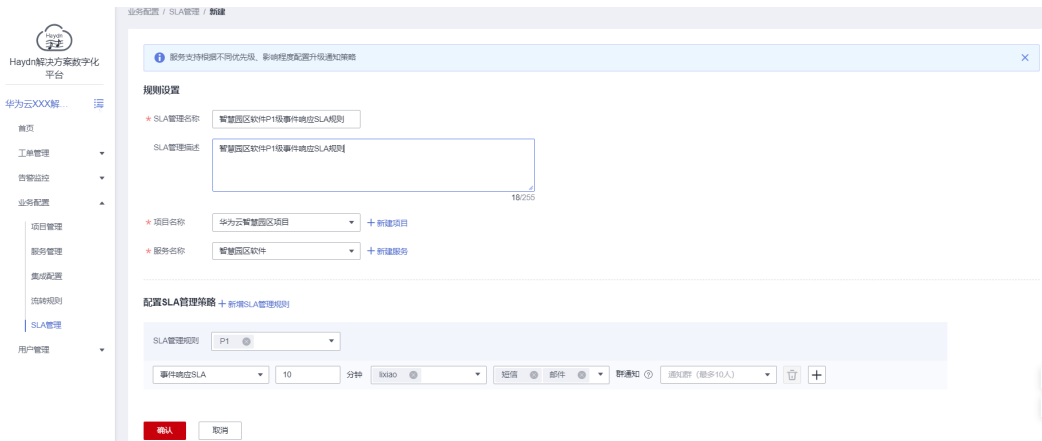 业务配置 / SLA管理 / 新建
Haydn
Haydn解决方案数字化
平台
华为云XXX解...
首页
工单管理
告警监控
业务配置
项目管理
服务管理
集成配置
流转规则
SLA管理
用户管理
服务支持根据不同优先级、影响程度配置升级通知策略
规则设置
* SLA管理名称 智慧园区软件P1级事件响应SLA规则
SLA管理描述 智慧园区软件P1级事件响应SLA规则
18/255
* 项目名称 华为云智慧园区项目 + 新建项目
* 服务名称 智慧园区软件 + 新建服务
配置SLA管理策略 + 新增SLA管理规则
SLA管理规则 P1
事件响应SLA 10 分钟 lixiao 短信 邮件 群通知 ? 通知群（最多10人） +
确认 取消